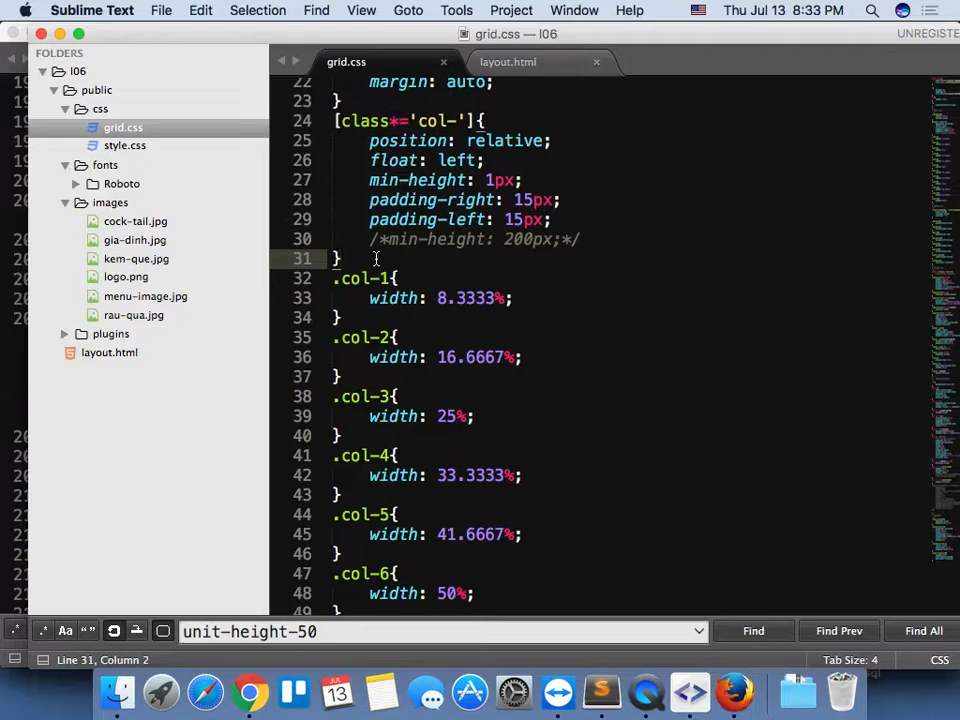 Sublime Text File Edit Selection Find View Goto Tools Project Window Help Thu Jul 13 8:33 PM
grid.css — l06 UNREGISTE
FOLDERS
l06
public
css
grid.css
style.css
fonts
Roboto
images
cock-tail.jpg
gia-dinh.jpg
kem-que.jpg
logo.png
menu-image.jpg
rau-qua.jpg
plugins
layout.html
grid.css layout.html
22 margin: auto;
23 }
24 [class*='col-']{
25 position: relative;
26 float: left;
27 min-height: 1px;
28 padding-right: 15px;
29 padding-left: 15px;
30 /*min-height: 200px;*/
31 }
32 .col-1{
33 width: 8.3333%;
34 }
35 .col-2{
36 width: 16.6667%;
37 }
38 .col-3{
39 width: 25%;
40 }
41 .col-4{
42 width: 33.3333%;
43 }
44 .col-5{
45 width: 41.6667%;
46 }
47 .col-6{
48 width: 50%;
49 }
.* Aa “ ” unit-height-50 Find Find Prev Find All
Line 31, Column 2 Tab Size: 4 CSS
JUL
13